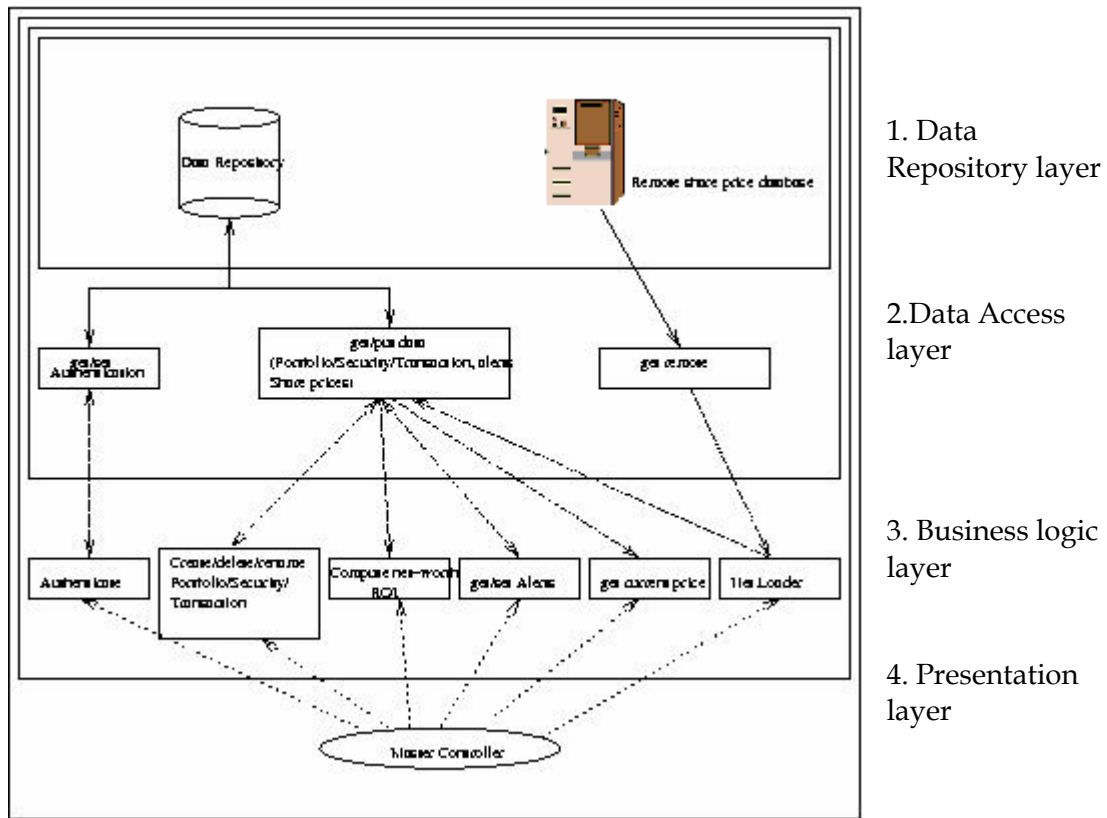 Data Repository
Remote share price database
1. Data
Repository layer
2.Data Access
layer
get/set
Authentication
get/put data
(Portfolio/Security/Transaction, alerts
Share prices)
get remote
3. Business logic
layer
Authenticate
Create/delete/rename
Portfolio/Security/
Transaction
Compute net-worth
ROI
get/set Alerts
get current price
Loader
4. Presentation
layer
Master Controller